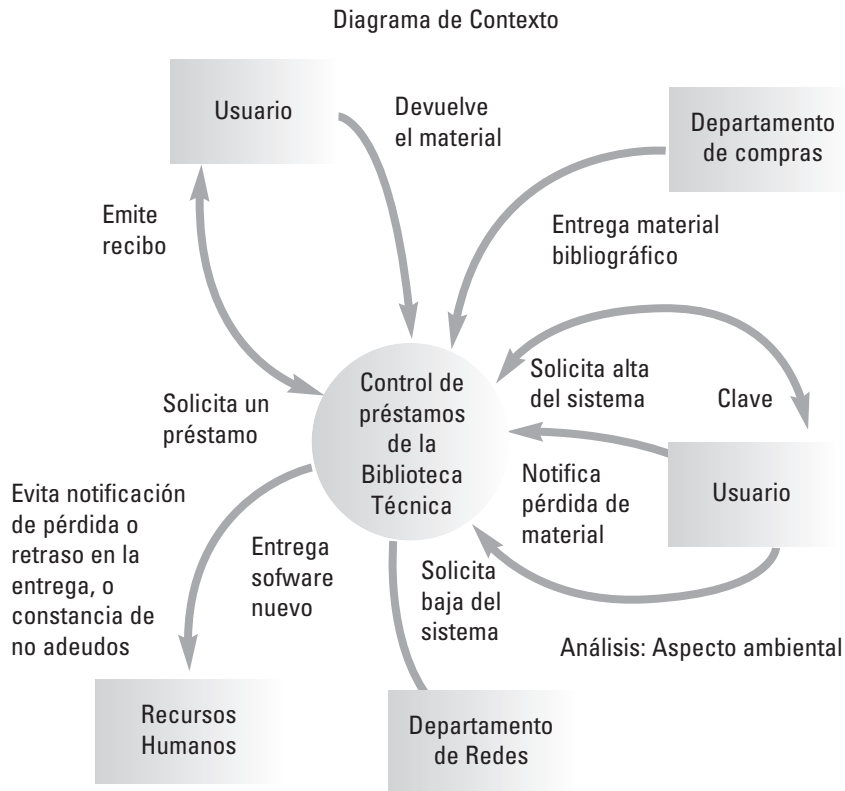 Diagrama de Contexto
Usuario
Devuelve
el material
Departamento
de compras
Emite
recibo
Entrega material
bibliográfico
Solicita un
préstamo
Control de
préstamos
de la
Biblioteca
Técnica
Solicita alta
del sistema
Clave
Notifica
pérdida de
material
Usuario
Evita notificación
de pérdida o
retraso en la
entrega, o
constancia de
no adeudos
Entrega
sofware
nuevo
Solicita
baja del
sistema
Análisis: Aspecto ambiental
Recursos
Humanos
Departamento
de Redes